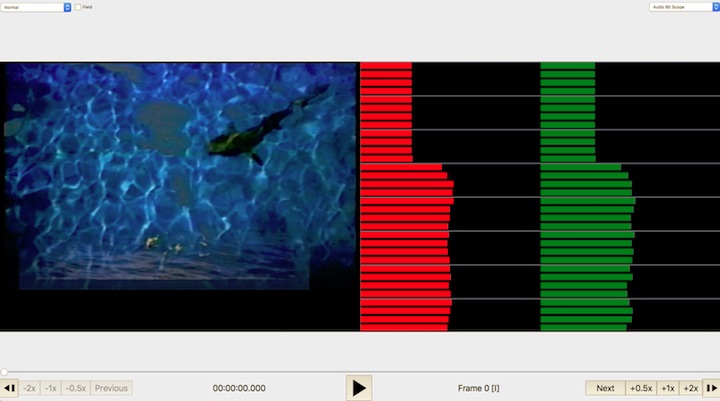 Normal
Field
Audio Bit Scope
-2x
-1x
-0.5x
Previous
00:00:00.000
Frame 0 [I]
Next
+0.5x
+1x
+2x